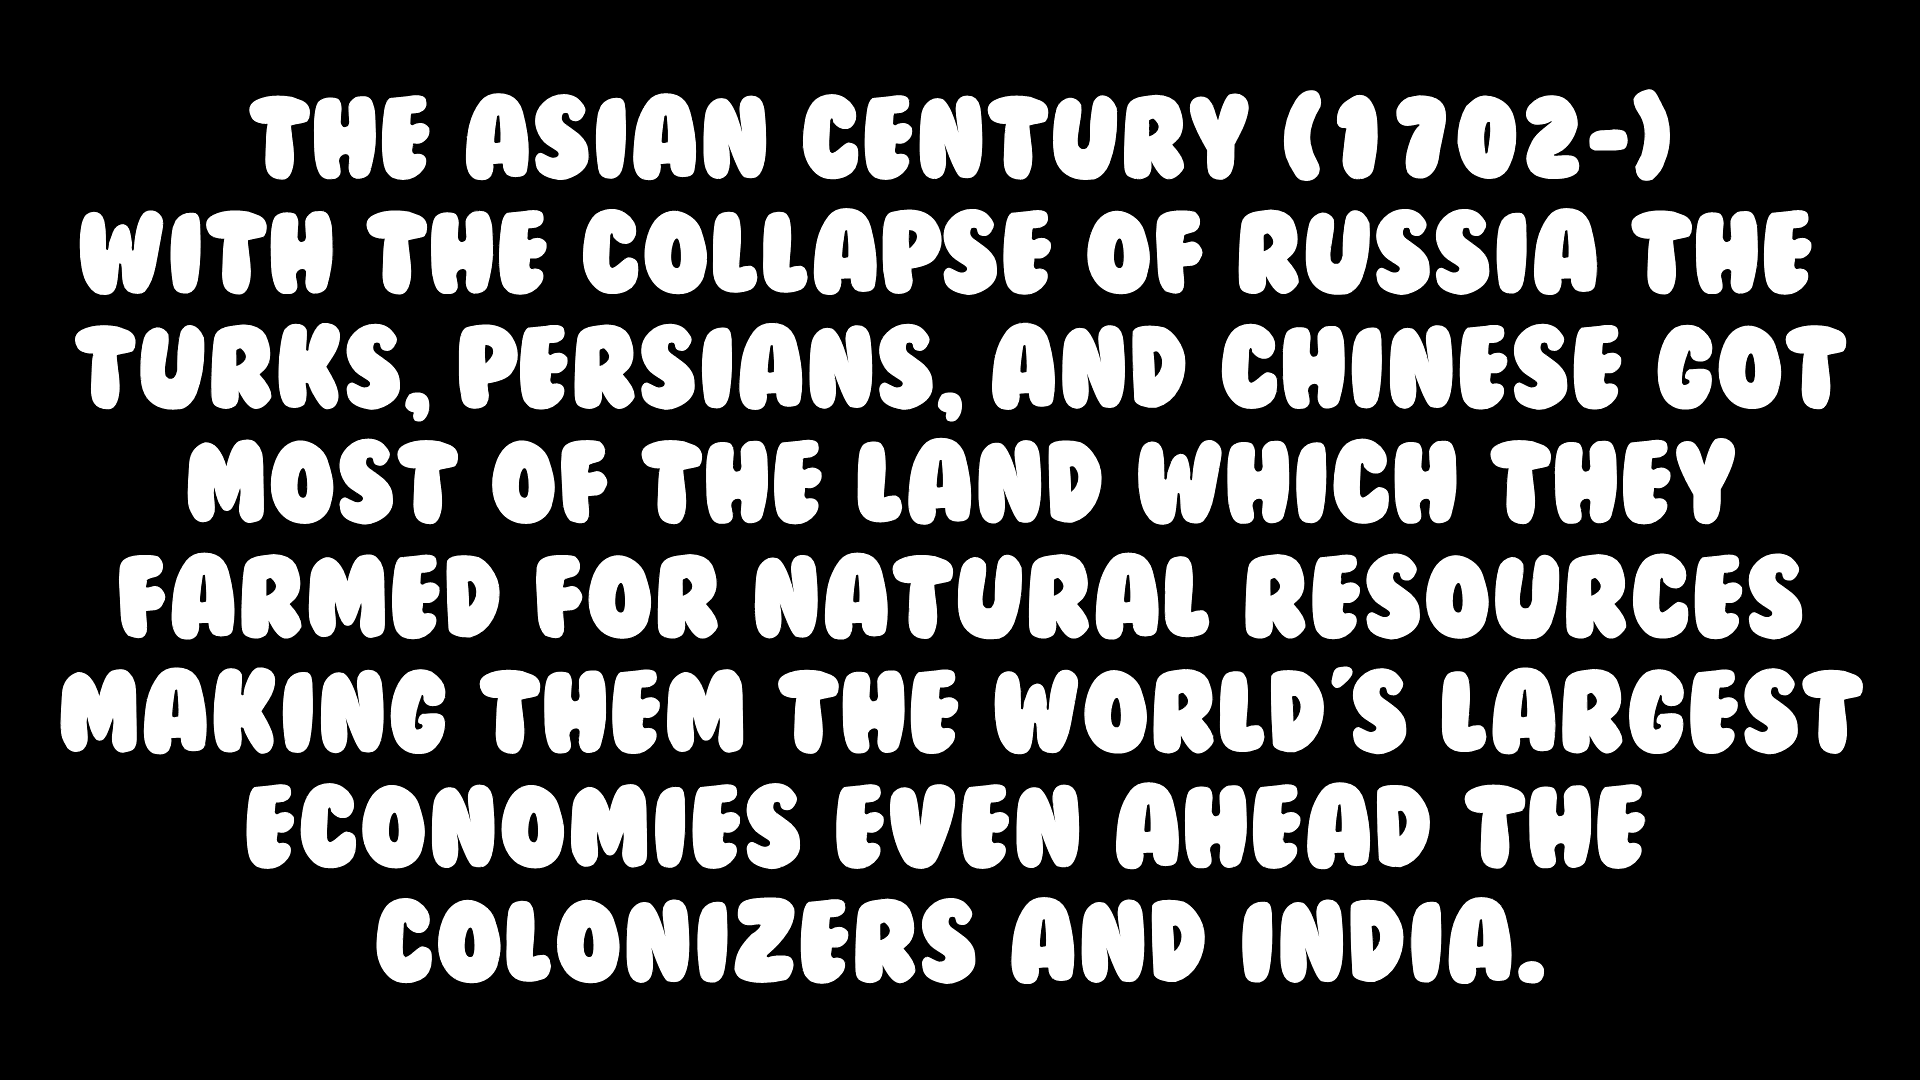 THE ASIAN CENTURY (1702-)
WITH THE COLLAPSE OF RUSSIA THE
TURKS, PERSIANS, AND CHINESE GOT
MOST OF THE LAND WHICH THEY
FARMED FOR NATURAL RESOURCES
MAKING THEM THE WORLD'S LARGEST
ECONOMIES EVEN AHEAD THE
COLONIZERS AND INDIA.